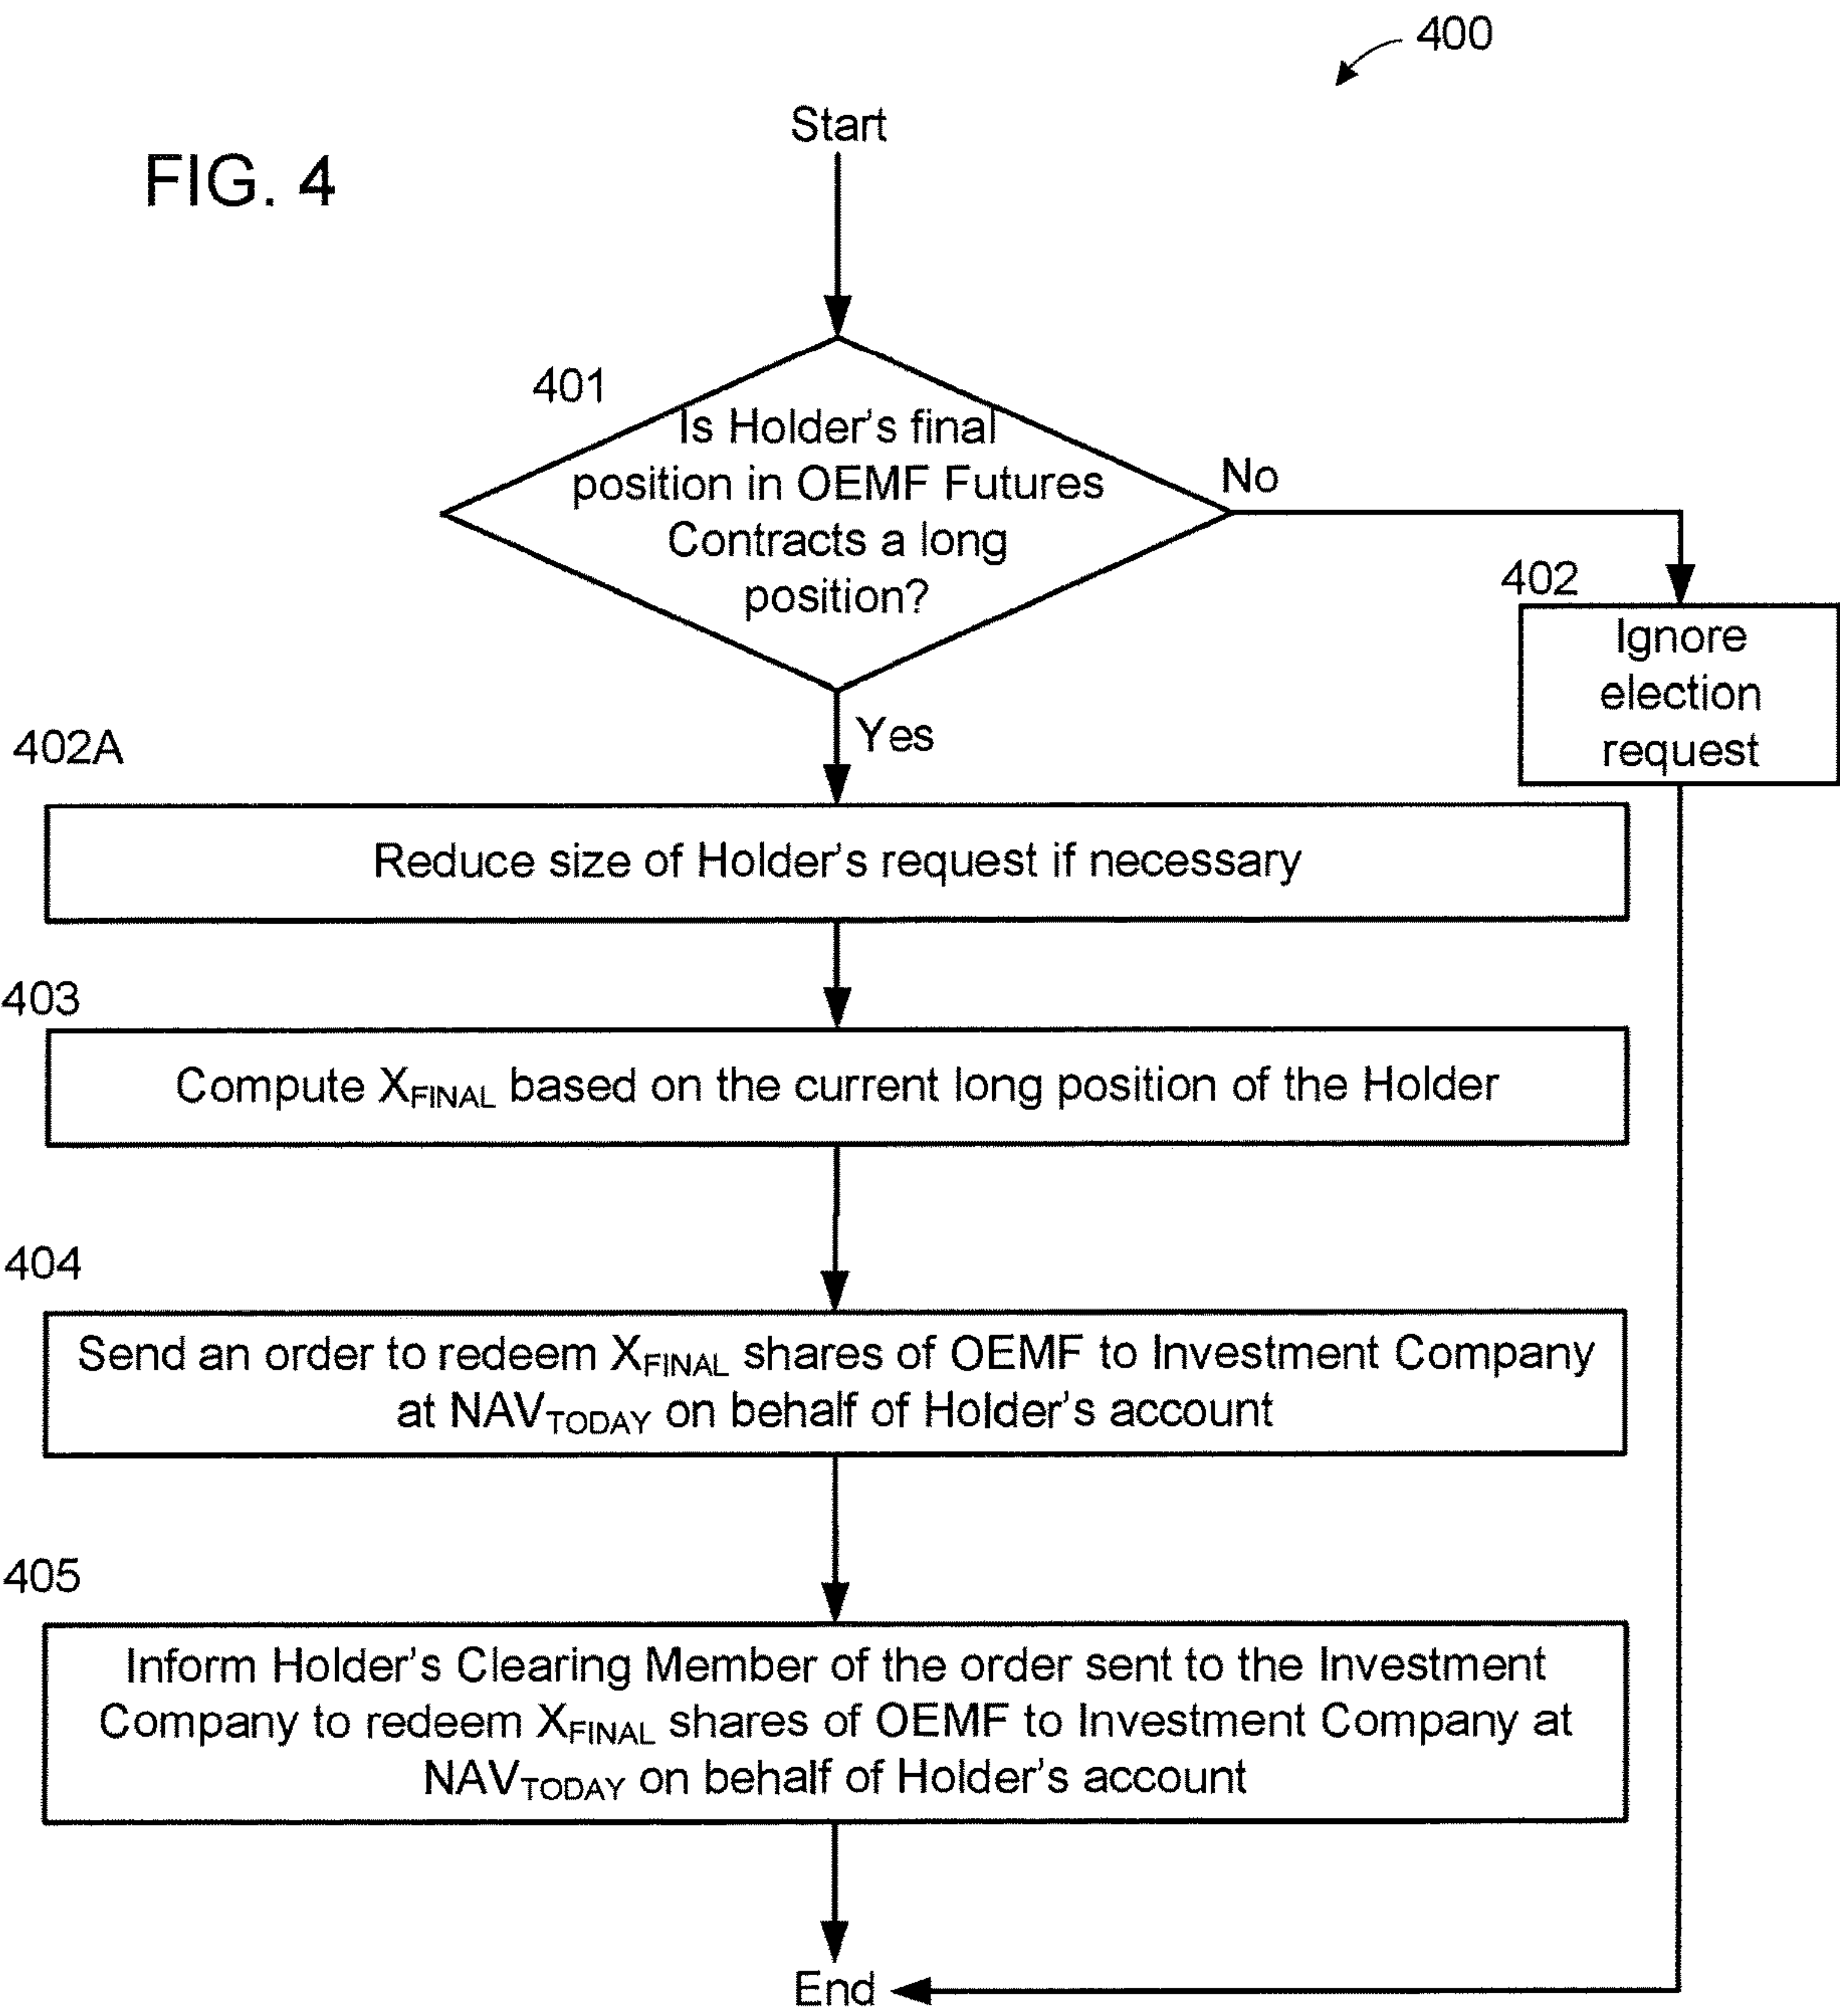 400
Start
FIG. 4
401
Is Holder's final
position in OEMF Futures
Contracts a long
position?
No
402
Ignore
election
request
Yes
402A
Reduce size of Holder's request if necessary
403
Compute XFINAL based on the current long position of the Holder
404
Send an order to redeem XFINAL shares of OEMF to Investment Company
at NAVTODAY on behalf of Holder's account
405
Inform Holder's Clearing Member of the order sent to the Investment
Company to redeem XFINAL shares of OEMF to Investment Company at
NAVTODAY on behalf of Holder's account
End